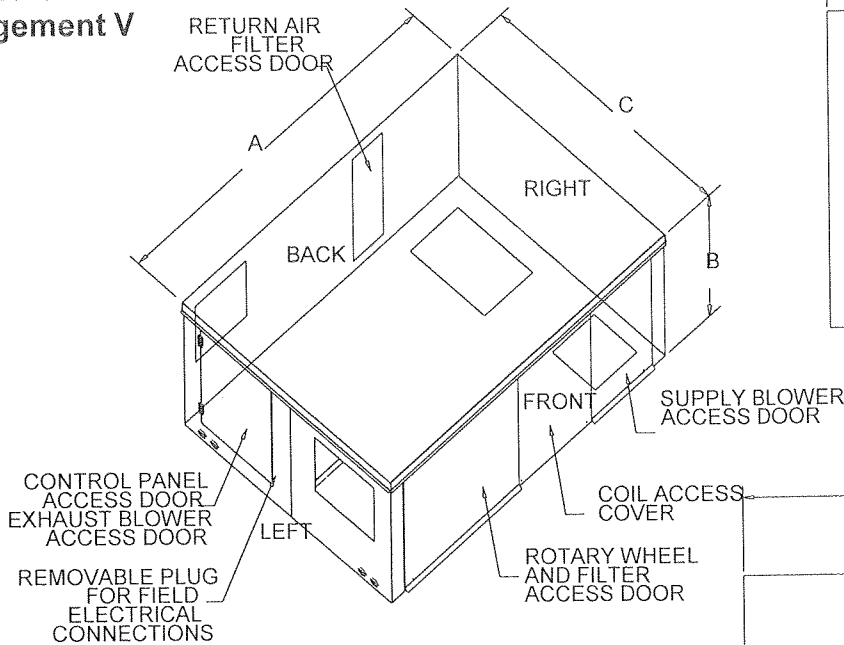 gement V
RETURN AIR
FILTER
ACCESS DOOR
A
C
RIGHT
BACK
B
FRONT
SUPPLY BLOWER
ACCESS DOOR
CONTROL PANEL
ACCESS DOOR
EXHAUST BLOWER
ACCESS DOOR
LEFT
COIL ACCESS
COVER
REMOVABLE PLUG
FOR FIELD
ELECTRICAL
CONNECTIONS
ROTARY WHEEL
AND FILTER
ACCESS DOOR